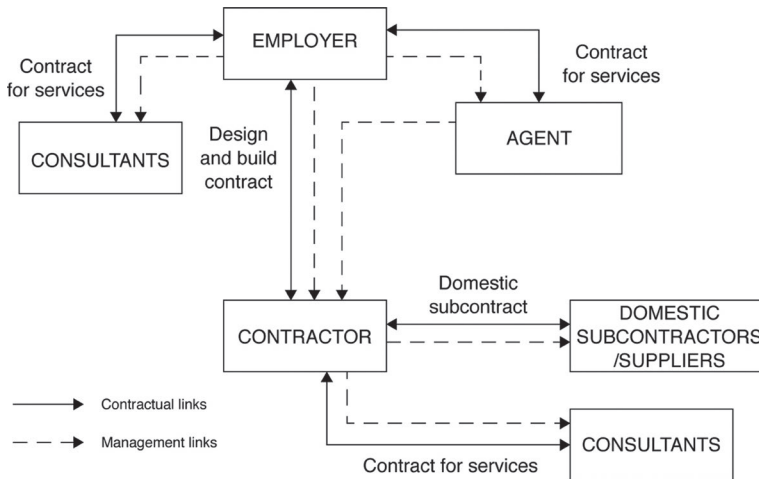 EMPLOYER
Contract
for services
Contract
for services
CONSULTANTS
Design
and build
contract
AGENT
Domestic
subcontract
CONTRACTOR
DOMESTIC
SUBCONTRACTORS
/SUPPLIERS
Contractual links
Management links
Contract for services
CONSULTANTS